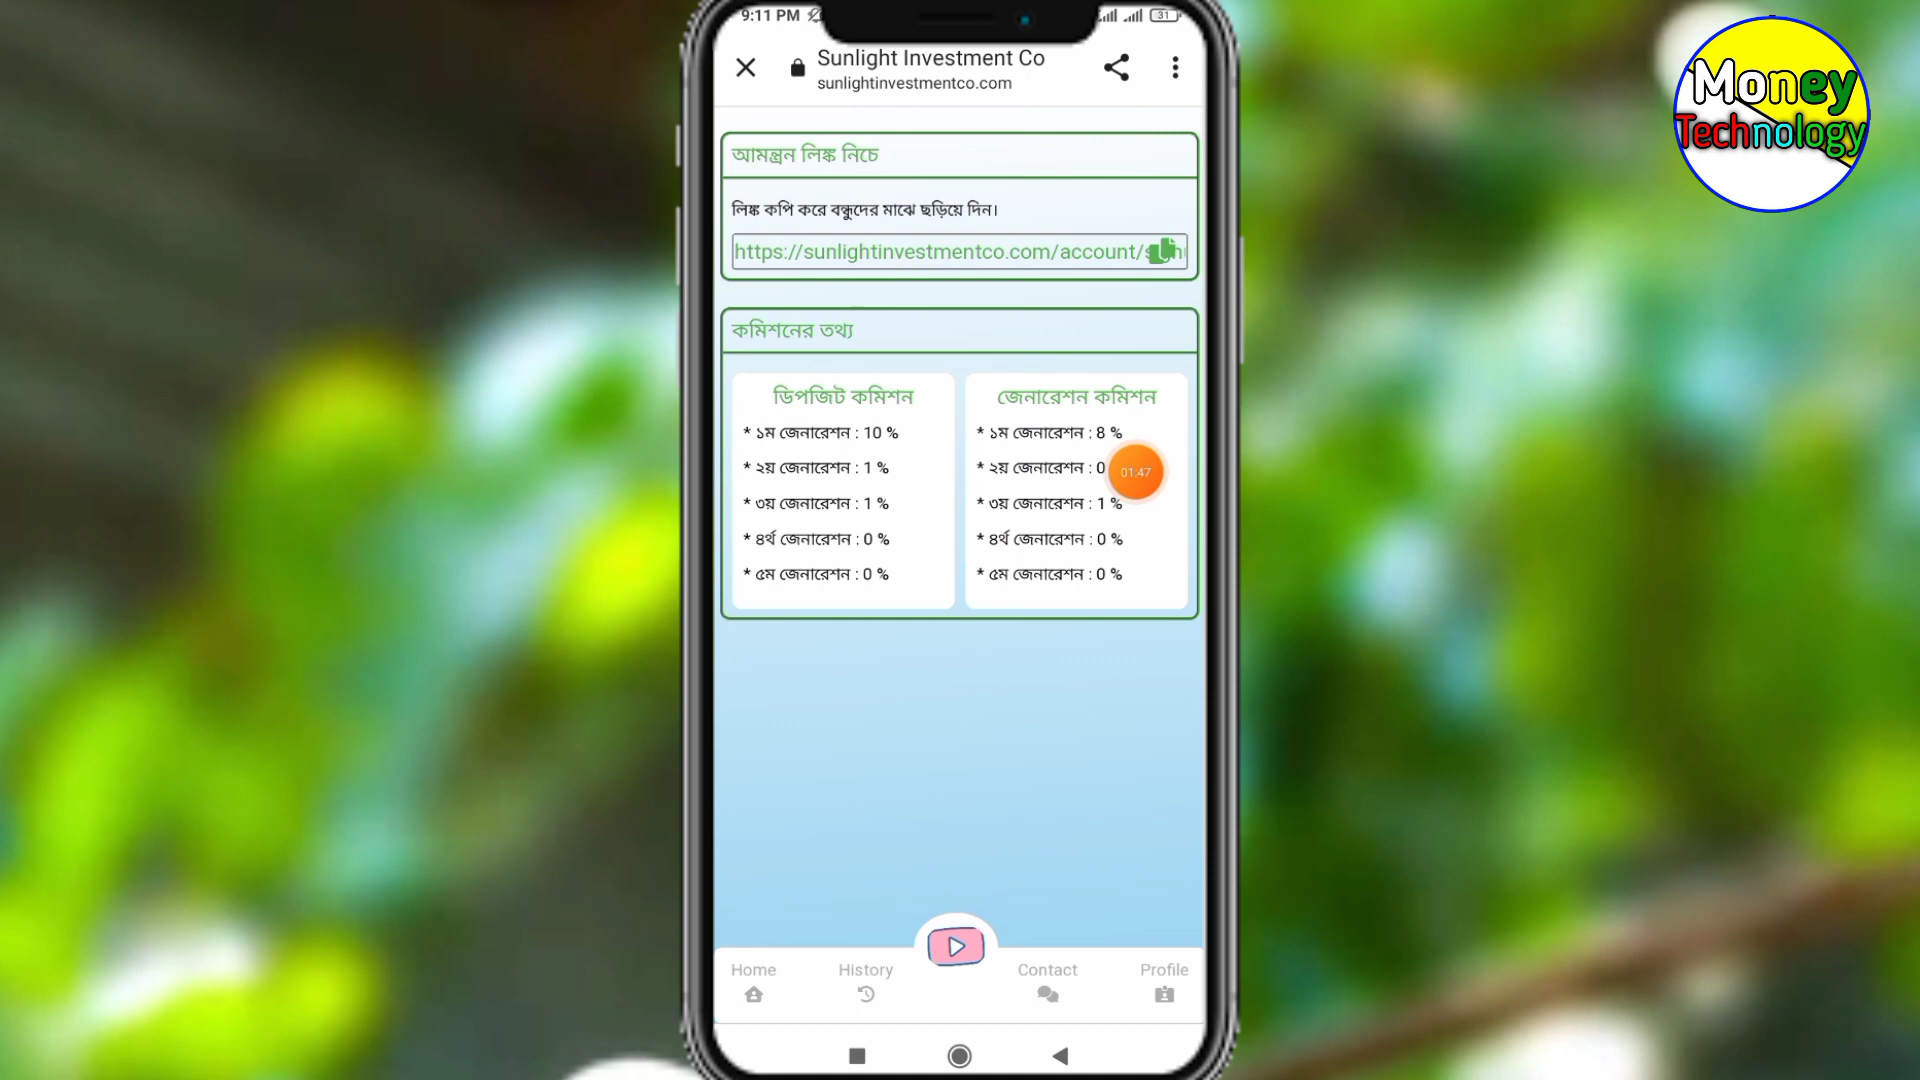 9:11 PM
31
Sunlight Investment Co
sunlightinvestmentco.com
Money
Technology
আমন্ত্রন লিঙ্ক নিচে
লিঙ্ক কপি করে বন্ধুদের মাঝে ছড়িয়ে দিন।
https://sunlightinvestmentco.com/account/
কমিশনের তথ্য
ডিপজিট কমিশন
* ১ম জেনারেশন : 10 %
* ২য় জেনারেশন : 1 %
* ৩য় জেনারেশন : 1 %
* ৪র্থ জেনারেশন : 0 %
* ৫ম জেনারেশন : 0 %
জেনারেশন কমিশন
* ১ম জেনারেশন : 8 %
* ২য় জেনারেশন : 0
01:47
* ৩য় জেনারেশন : 1 %
* ৪র্থ জেনারেশন : 0 %
* ৫ম জেনারেশন : 0 %
Home
History
Contact
Profile